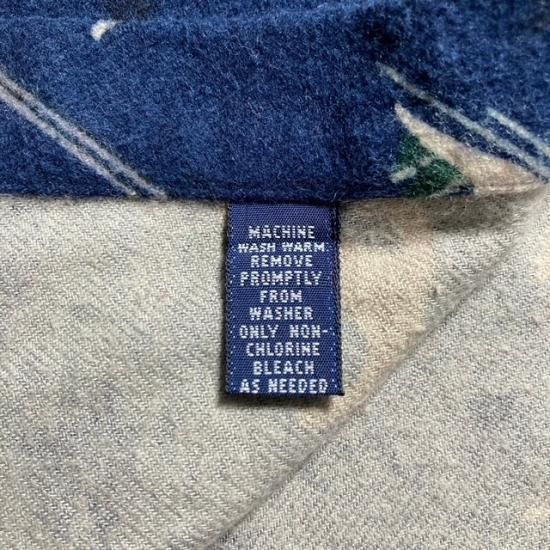 MACHINE
WASH WARM
REMOVE
PROMPTLY
FROM
WASHER
ONLY NON-
CHLORINE
BLEACH
AS NEEDED